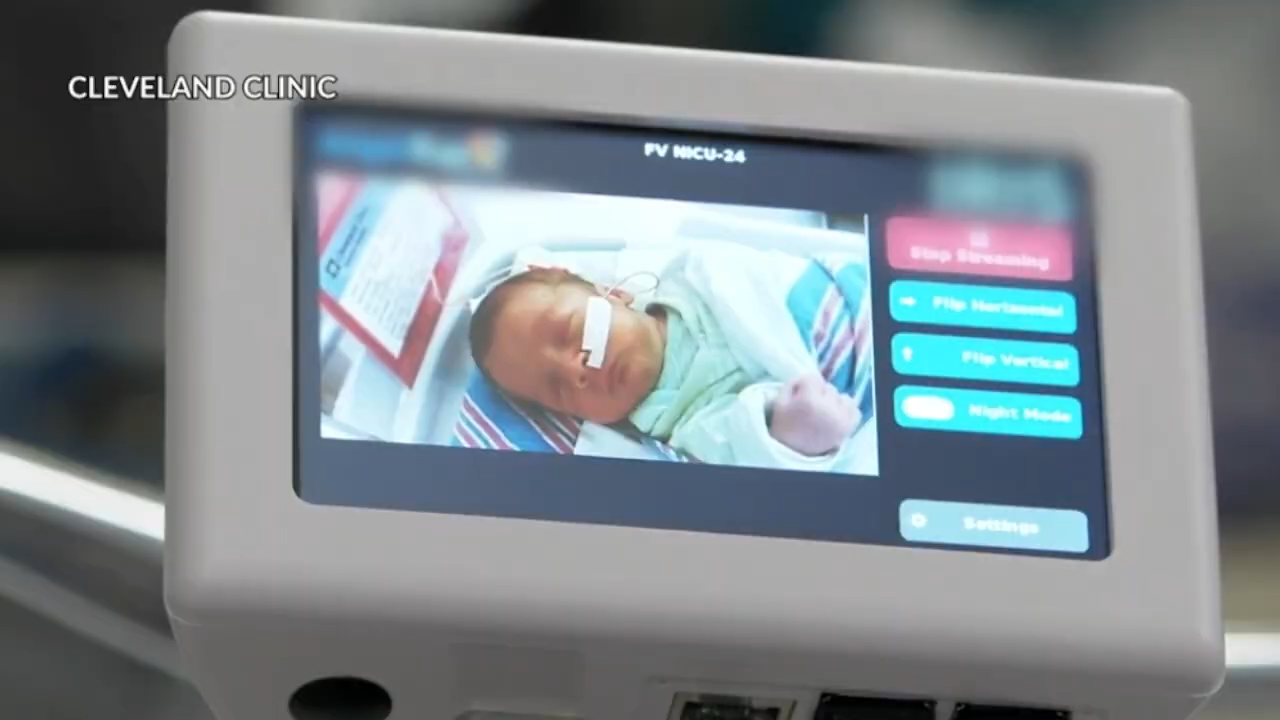 CLEVELAND CLINIC
FV NICU-24
Stop Streaming
Flip Horizontal
Flip Vertical
Night Mode
Settings